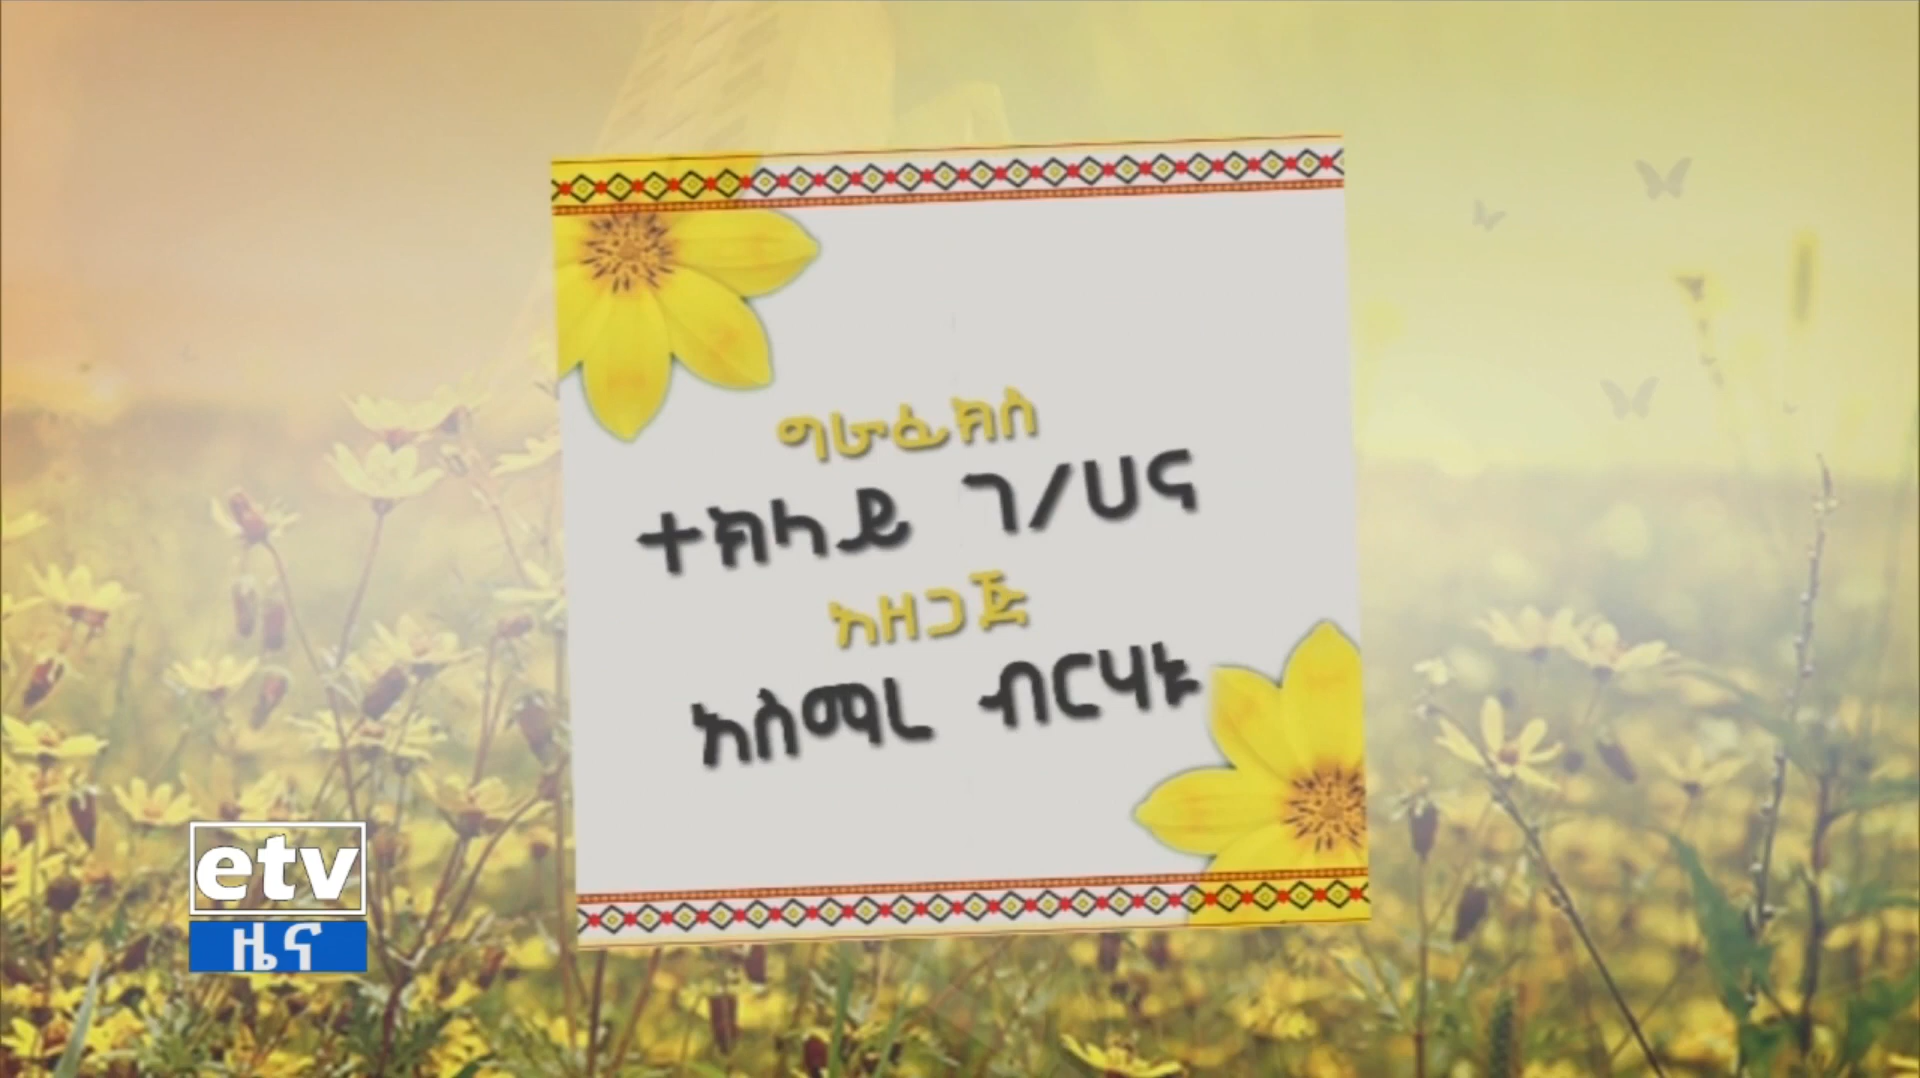 ግራፊክስ
ተክላይ ገ/ሀና
አዘጋጅ
አስማረ ብርሃኑ
etv
ዜና